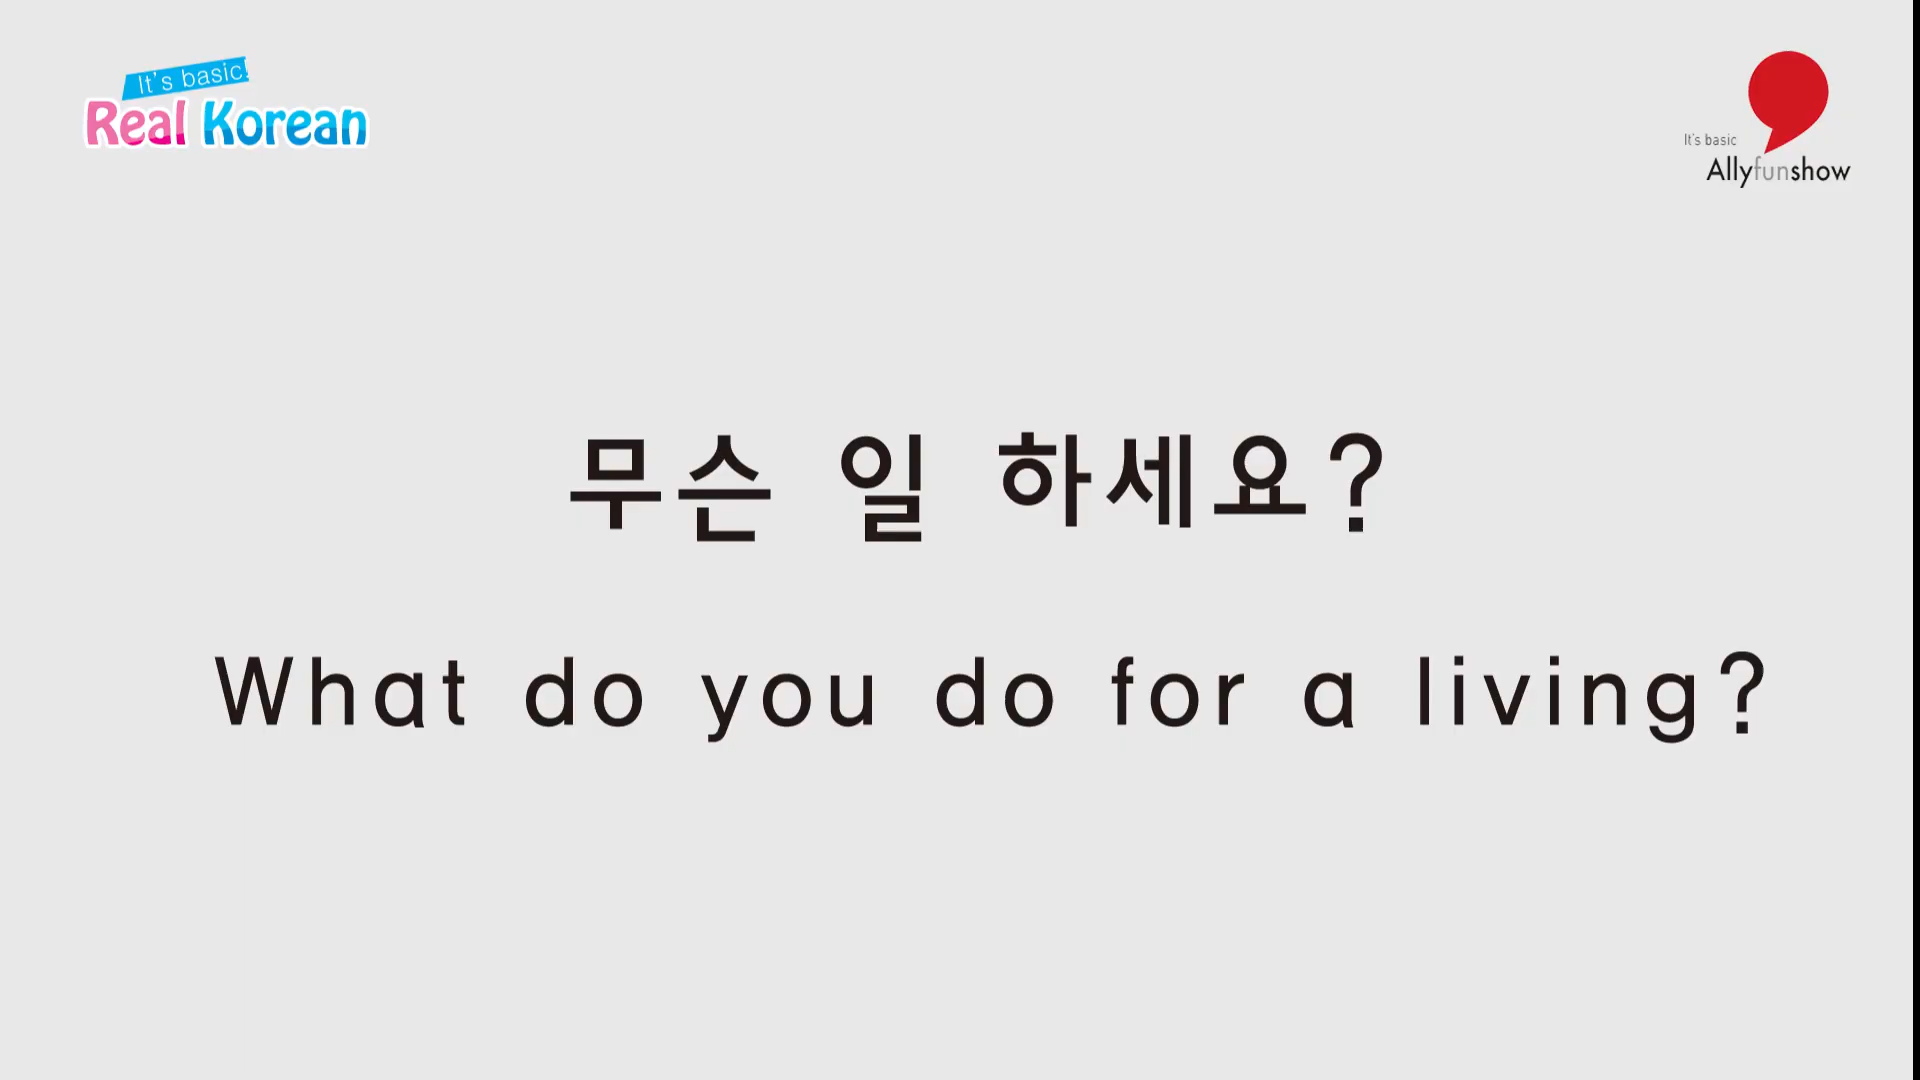 It's basic!
Real Korean
It's basic
Allyfunshow
무슨 일 하세요?
What do you do for a living?